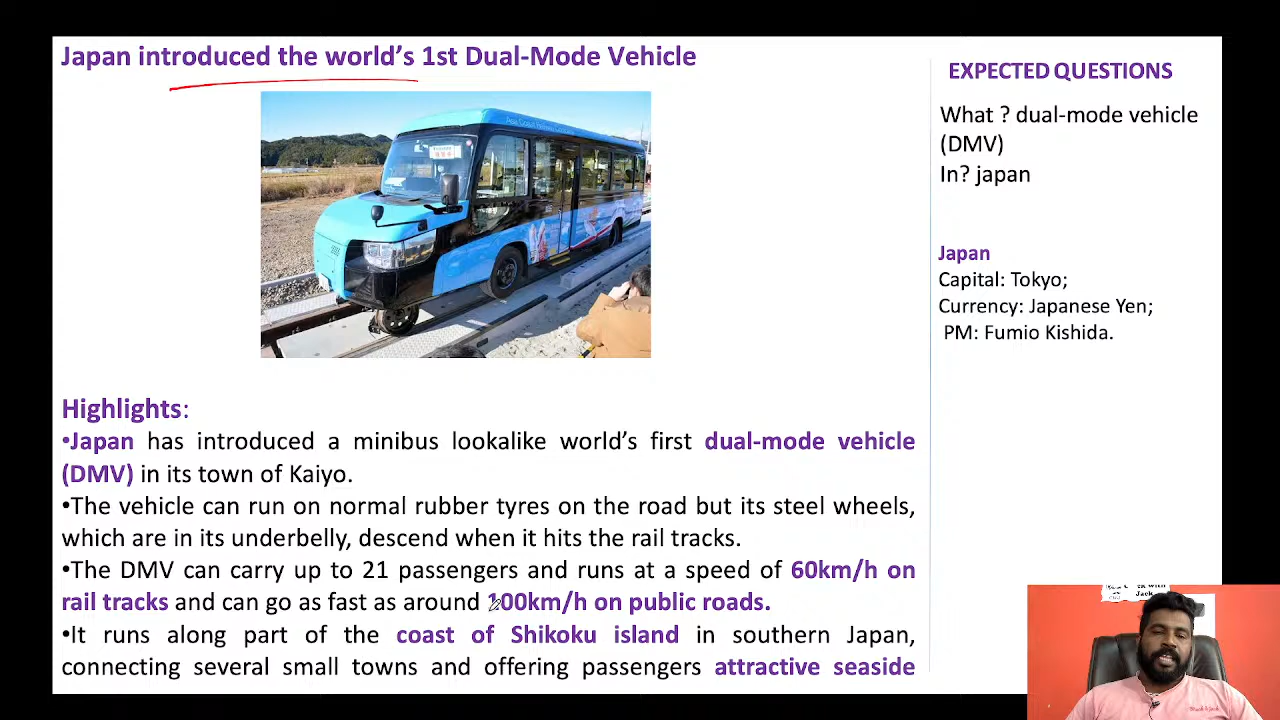 Japan introduced the world's 1st Dual-Mode Vehicle
EXPECTED QUESTIONS
What ? dual-mode vehicle
(DMV)
In? japan
Japan
Capital: Tokyo;
Currency: Japanese Yen;
PM: Fumio Kishida.
Highlights:
•Japan has introduced a minibus lookalike world's first dual-mode vehicle
(DMV) in its town of Kaiyo.
•The vehicle can run on normal rubber tyres on the road but its steel wheels,
which are in its underbelly, descend when it hits the rail tracks.
•The DMV can carry up to 21 passengers and runs at a speed of 60km/h on
rail tracks and can go as fast as around 100km/h on public roads.
•It runs along part of the coast of Shikoku island in southern Japan,
connecting several small towns and offering passengers attractive seaside
with
Jack